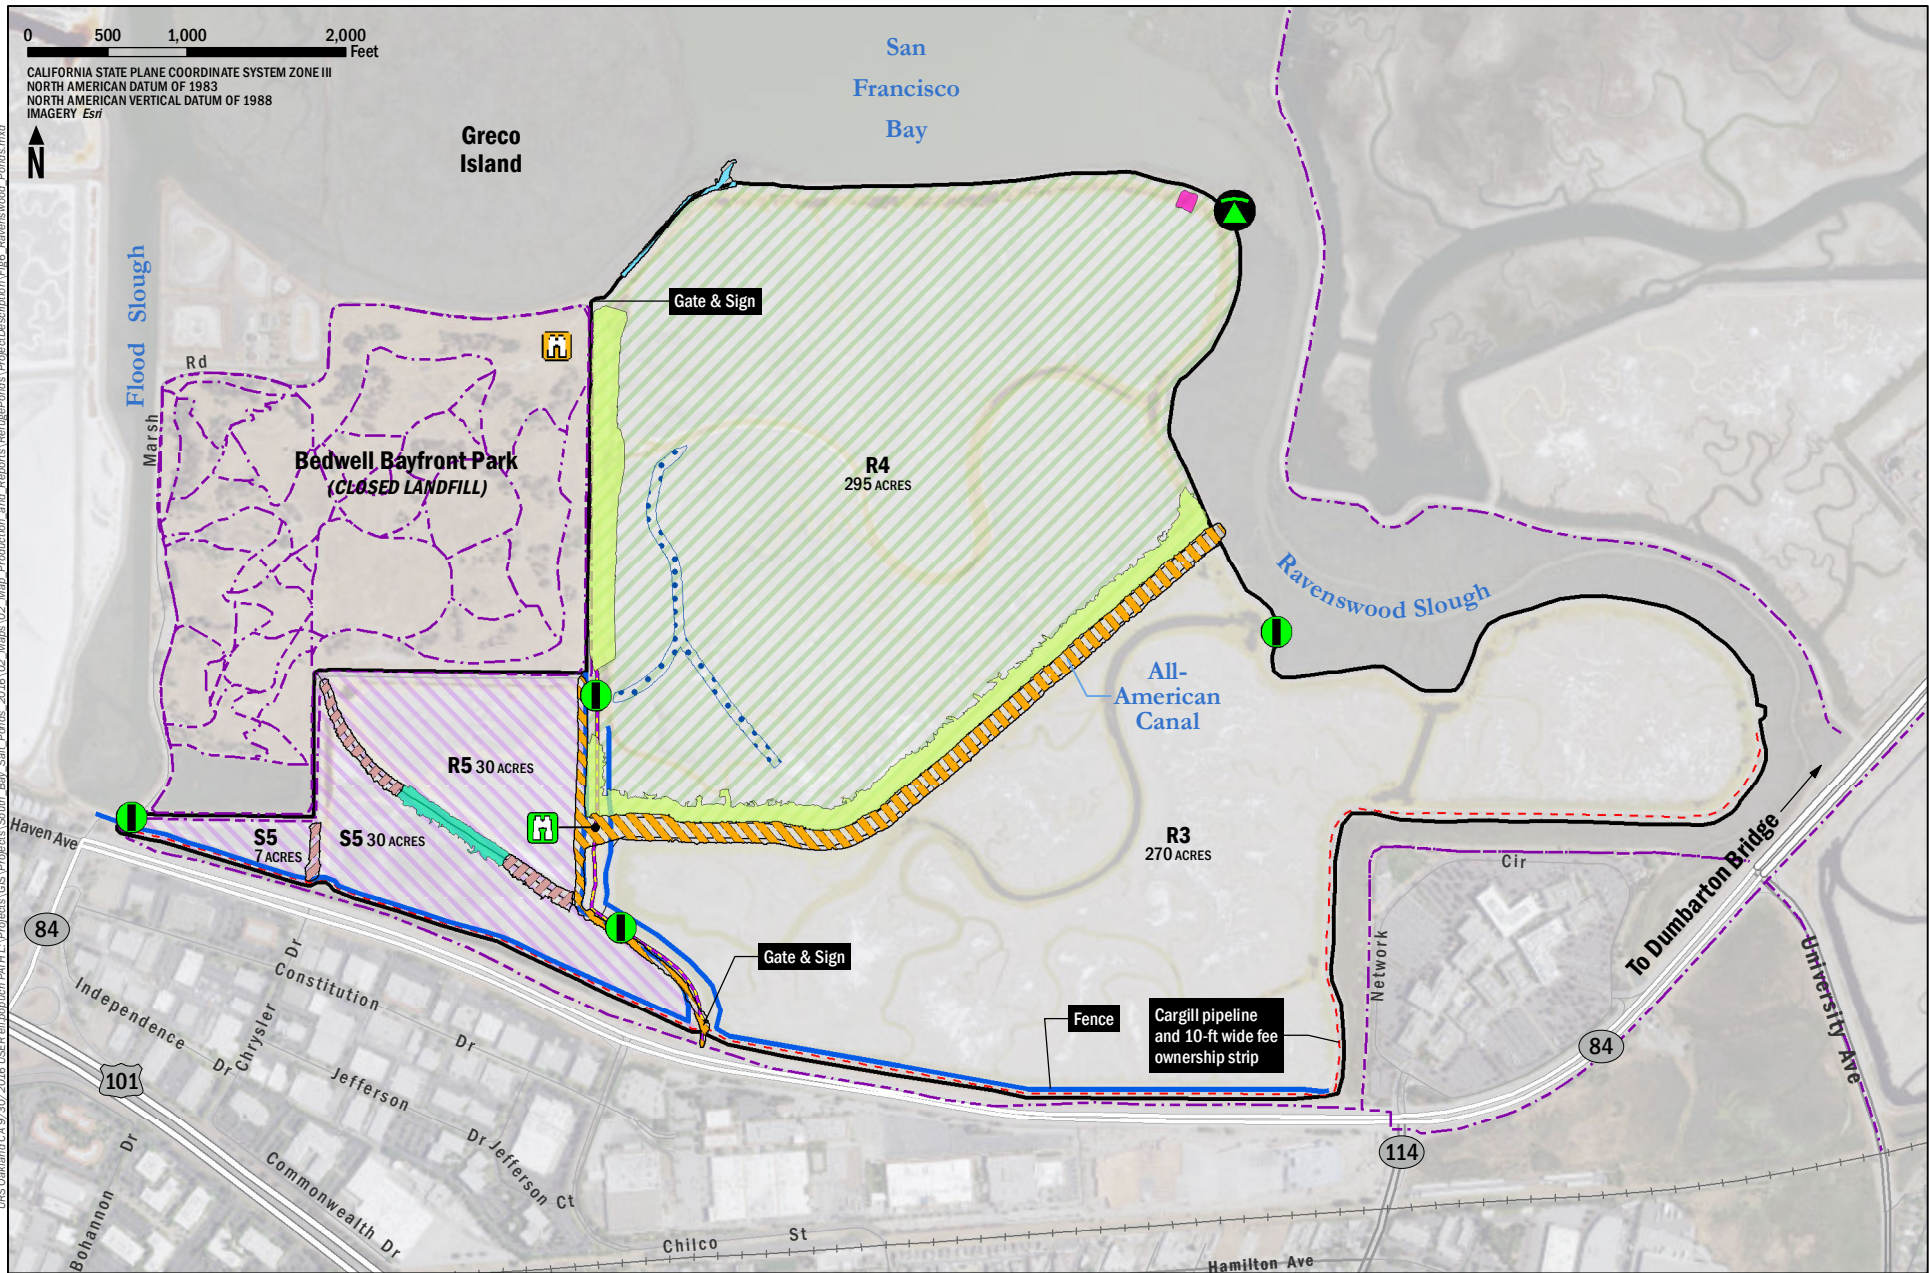 0 500 1,000 2,000
Feet
CALIFORNIA STATE PLANE COORDINATE SYSTEM ZONE III
NORTH AMERICAN DATUM OF 1983
NORTH AMERICAN VERTICAL DATUM OF 1988
IMAGERY Esri
N
San
Francisco
Bay
Greco
Island
Flood Slough
Gate & Sign
Rd
Marsh
Bedwell Bayfront Park
(CLOSED LANDFILL)
R4
295 ACRES
Ravenswood Slough
All-
American
Canal
R5 30 ACRES
S5
7 ACRES
S5 30 ACRES
R3
270 ACRES
Haven Ave
Cir
To Dumbarton Bridge
84
Network
University Ave
Gate & Sign
Fence
Cargill pipeline
and 10-ft wide fee
ownership strip
84
Constitution Dr
Independence Dr
Chrysler Dr
Jefferson Dr
Jefferson Ct
101
114
Commonwealth Dr
Bohannon Dr
Chilco St
Hamilton Ave